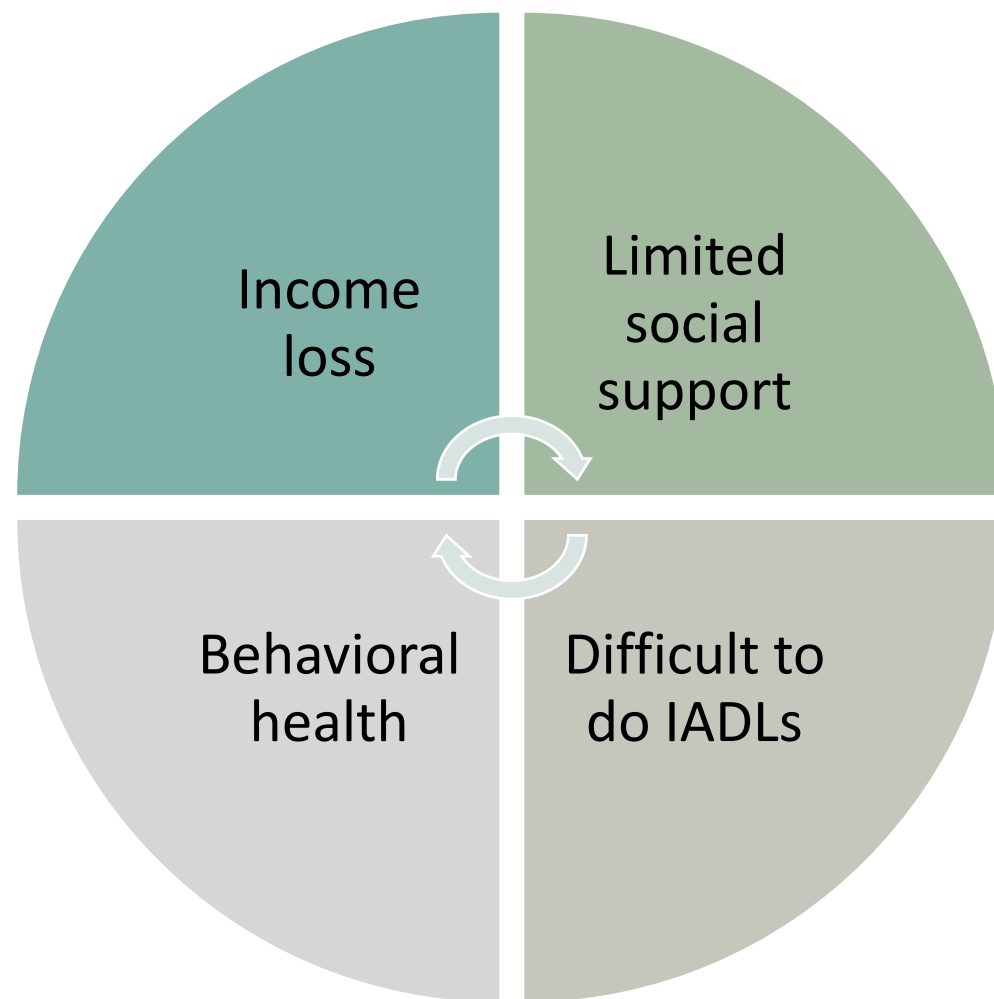 Income
loss
Limited
social
support
Behavioral
health
Difficult to
do IADLs